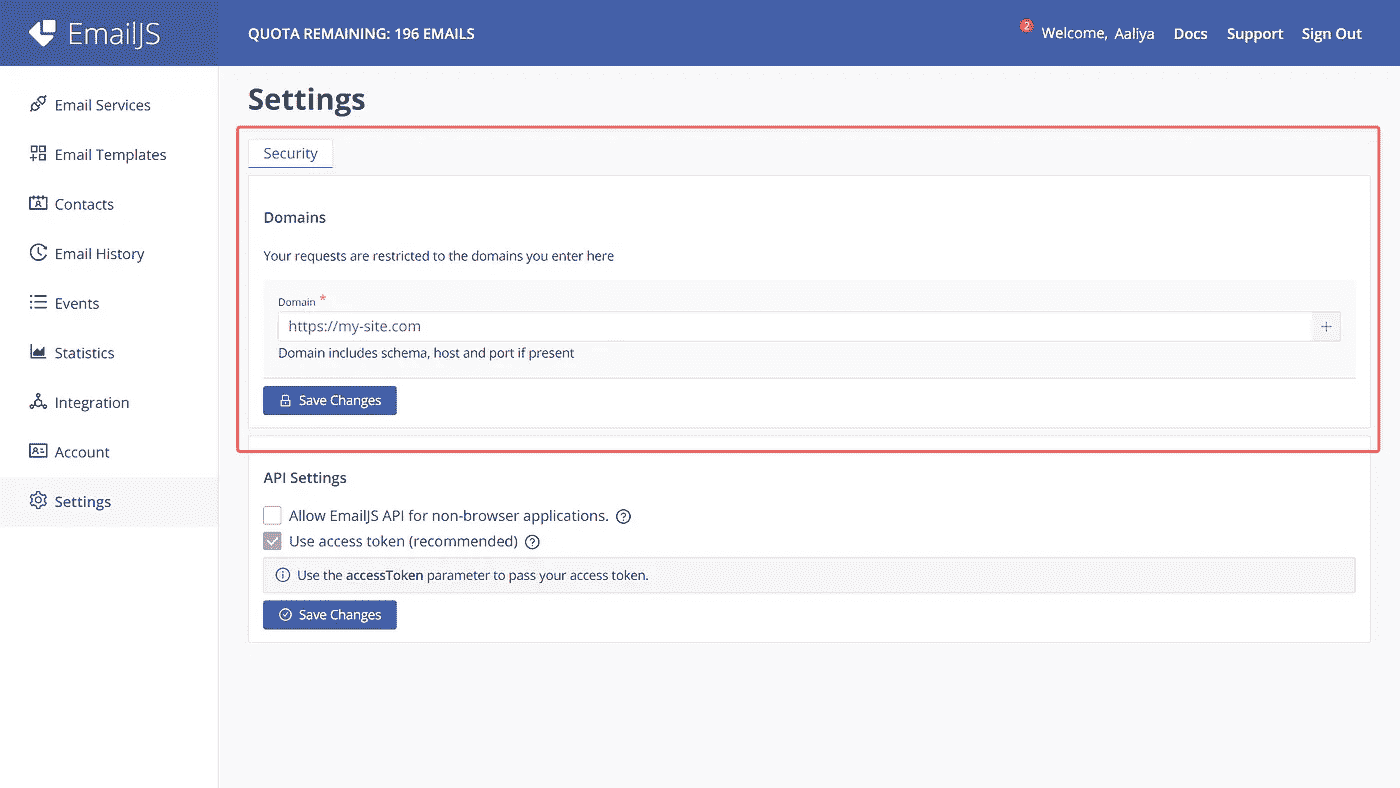 EmailJS
QUOTA REMAINING: 196 EMAILS
2
Welcome, Aaliya
Docs
Support
Sign Out
Email Services
Email Templates
Contacts
Email History
Events
Statistics
Integration
Account
Settings
Settings
Security
Domains
Your requests are restricted to the domains you enter here
Domain *
https://my-site.com
+
Domain includes schema, host and port if present
Save Changes
API Settings
Allow EmailJS API for non-browser applications.
Use access token (recommended)
Use the accessToken parameter to pass your access token.
Save Changes